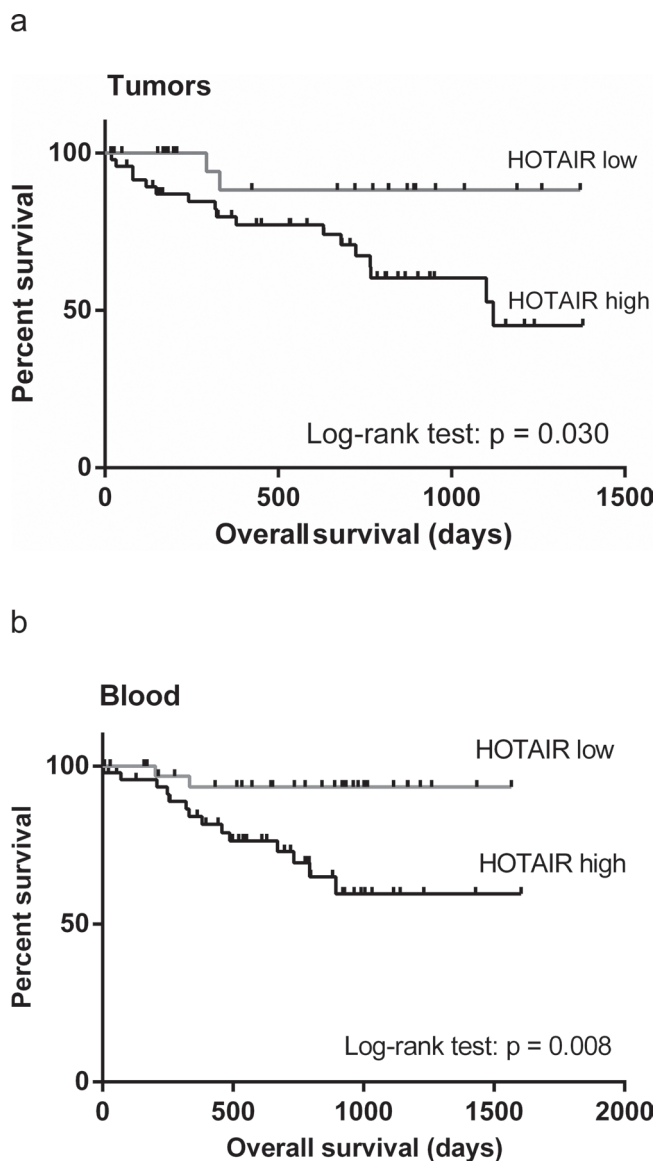 a
Tumors
100
HOTAIR low
Percent survival
50
HOTAIR high
Log-rank test: p = 0.030
0
0 500 1000 1500
Overall survival (days)
b
Blood
HOTAIR low
100
HOTAIR high
Percent survival
50
Log-rank test: p = 0.008
0
0 500 1000 1500 2000
Overall survival (days)